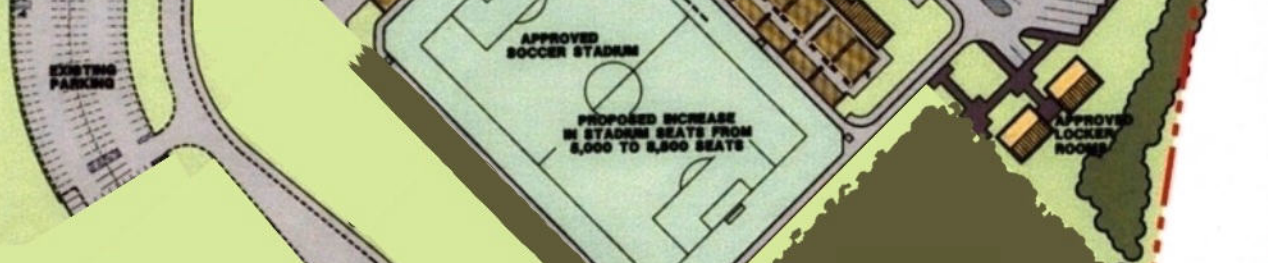 APPROVED
SOCCER STADIUM
EXISTING
PARKING
PROPOSED INCREASE
IN STADIUM SEATS FROM
5,000 TO 8,500 SEATS
APPROVED
LOCKER
ROOMS